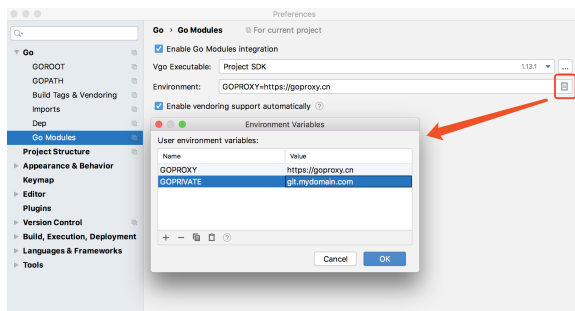 Preferences
Go › Go Modules For current project
Enable Go Modules integration
Go
GOROOT
GOPATH
Build Tags & Vendoring
Imports
Dep
Go Modules
Project Structure
Appearance & Behavior
Keymap
Editor
Plugins
Version Control
Build, Execution, Deployment
Languages & Frameworks
Tools
Vgo Executable: Project SDK 1.13.1 ...
Environment: GOPROXY=https://goproxy.cn
Enable vendoring support automatically ?
Environment Variables
User environment variables:
Name Value
GOPROXY https://goproxy.cn
GOPRIVATE git.mydomain.com
+ − ?
Cancel OK